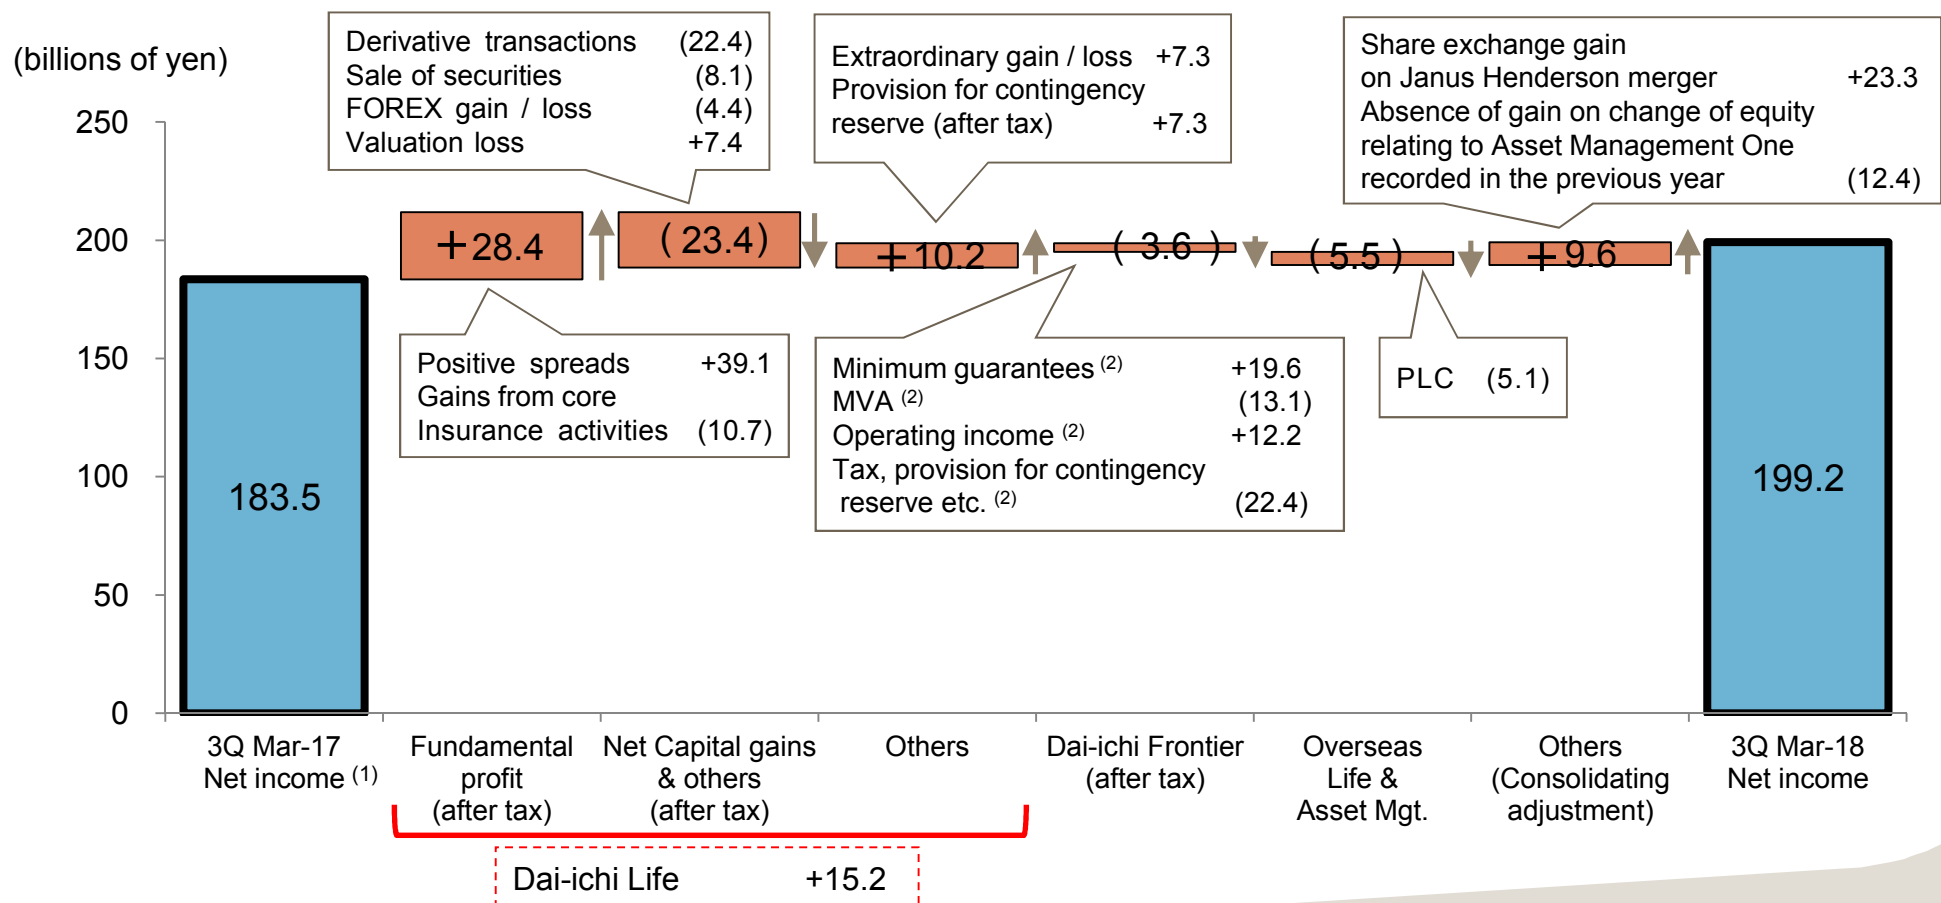 (billions of yen)
Derivative transactions (22.4)
Sale of securities (8.1)
FOREX gain / loss (4.4)
Valuation loss +7.4
Extraordinary gain / loss +7.3
Provision for contingency
reserve (after tax) +7.3
Share exchange gain
on Janus Henderson merger +23.3
Absence of gain on change of equity
relating to Asset Management One
recorded in the previous year (12.4)
250
200
150
100
50
0
183.5
+28.4
(23.4)
+10.2
(3.6)
(5.5)
+9.6
199.2
Positive spreads +39.1
Gains from core
Insurance activities (10.7)
Minimum guarantees (2) +19.6
MVA (2) (13.1)
Operating income (2) +12.2
Tax, provision for contingency
reserve etc. (2) (22.4)
PLC (5.1)
3Q Mar-17
Net income (1)
Fundamental
profit
(after tax)
Net Capital gains
& others
(after tax)
Others
Dai-ichi Frontier
(after tax)
Overseas
Life &
Asset Mgt.
Others
(Consolidating
adjustment)
3Q Mar-18
Net income
Dai-ichi Life +15.2